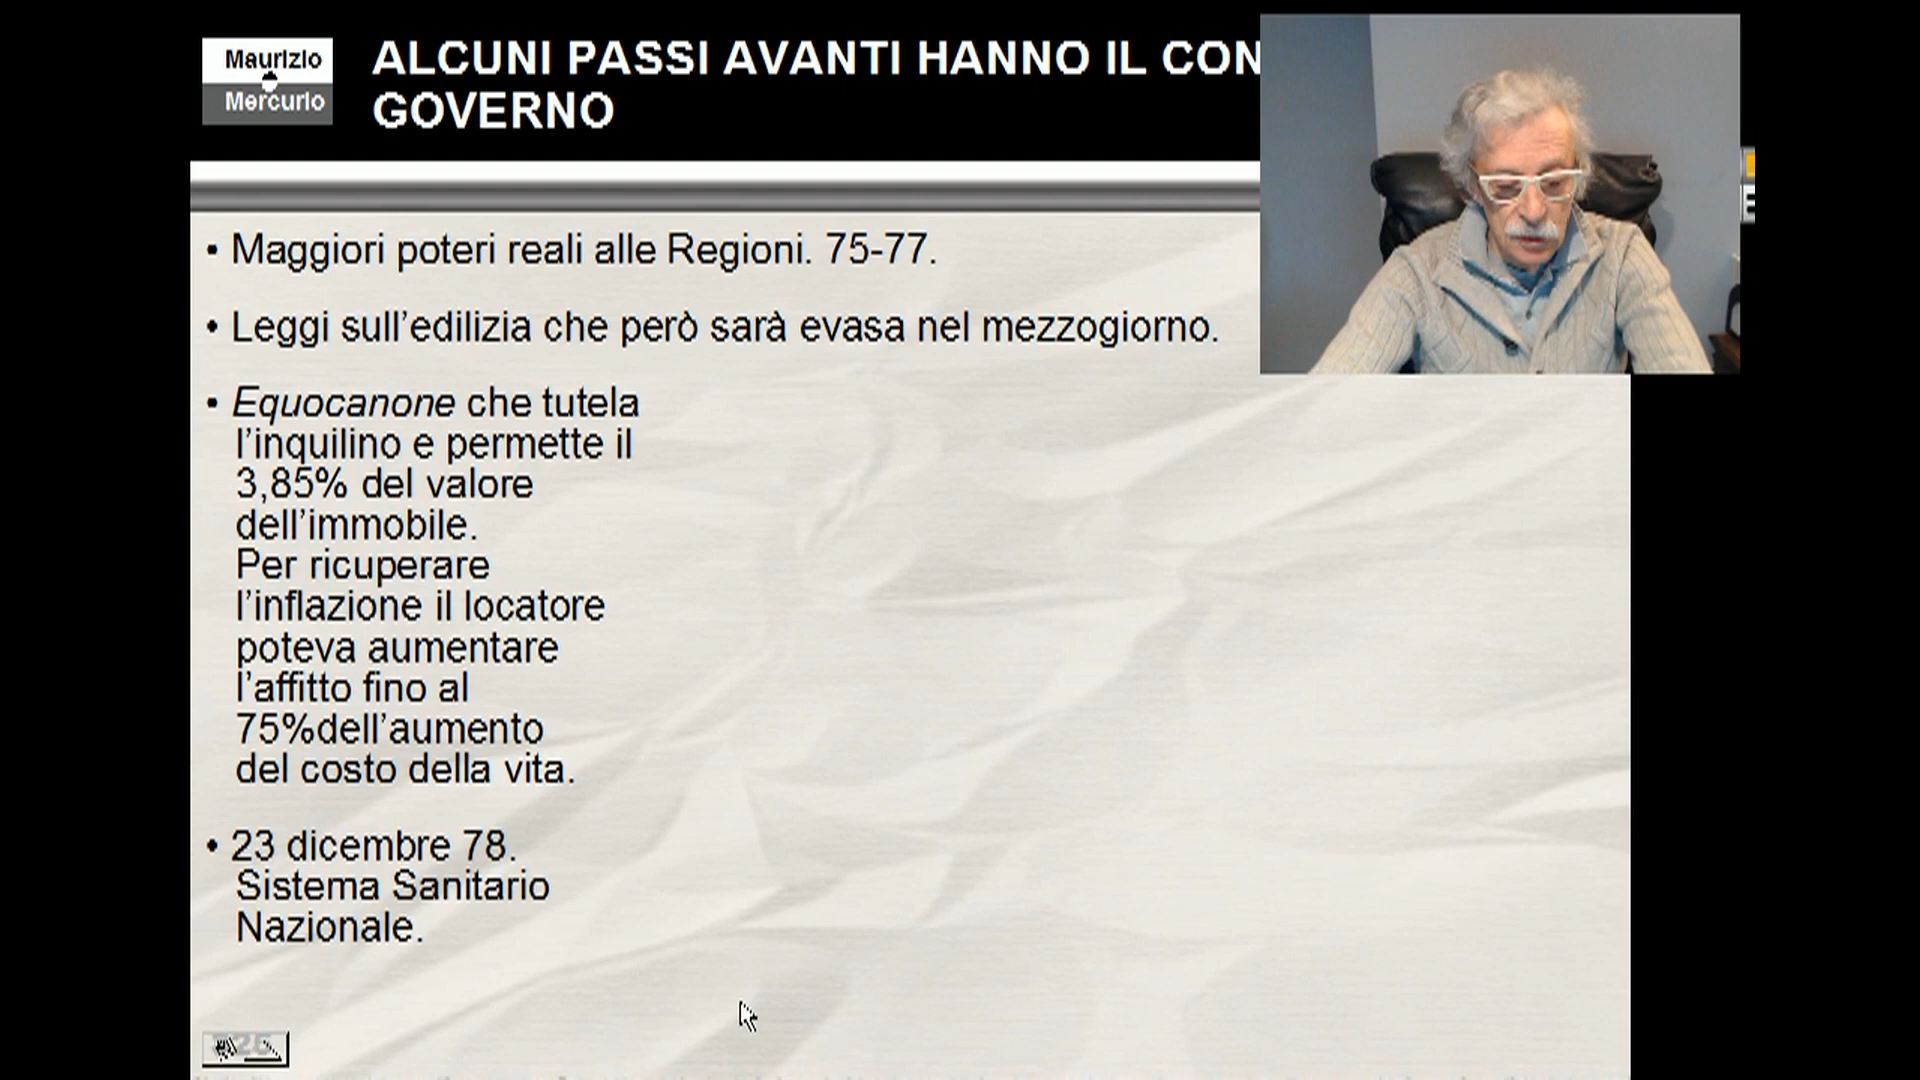 Maurizio
Mercurio
ALCUNI PASSI AVANTI HANNO IL CON
GOVERNO
• Maggiori poteri reali alle Regioni. 75-77.
• Leggi sull’edilizia che però sarà evasa nel mezzogiorno.
• Equocanone che tutela
l’inquilino e permette il
3,85% del valore
dell’immobile.
Per ricuperare
l’inflazione il locatore
poteva aumentare
l’affitto fino al
75%dell’aumento
del costo della vita.
• 23 dicembre 78.
Sistema Sanitario
Nazionale.